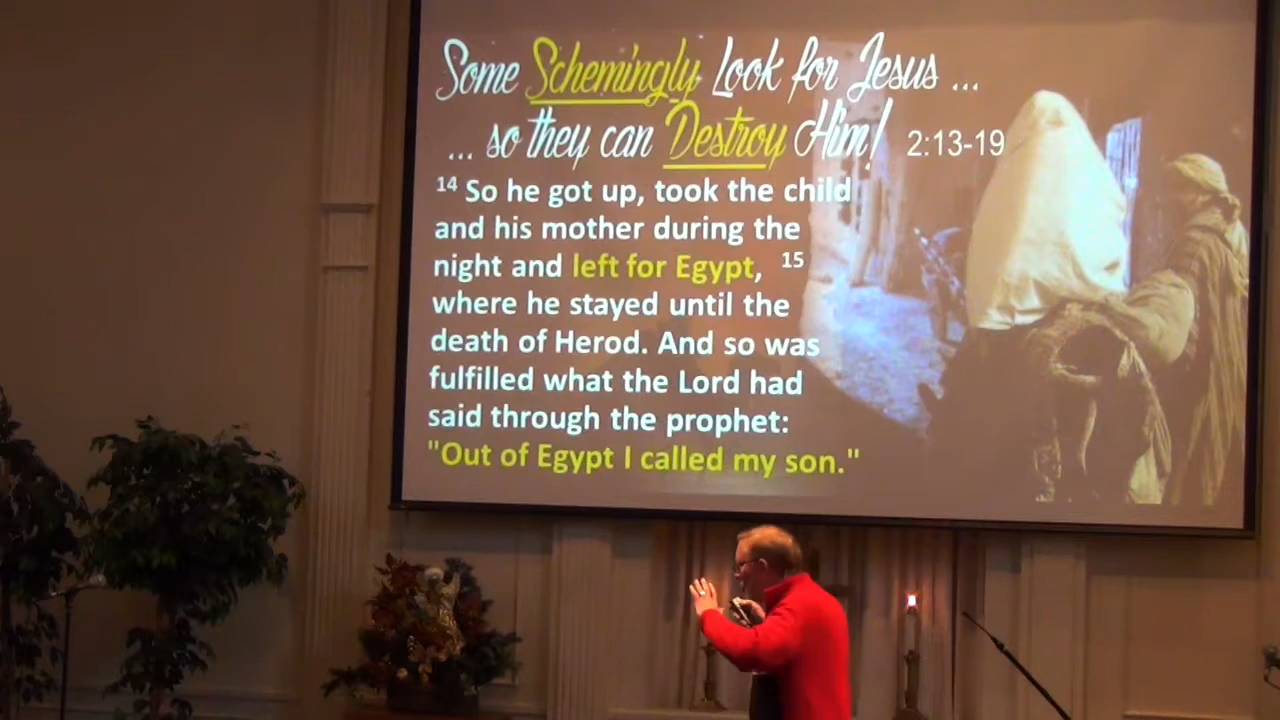 Some Schemingly Look for Jesus ...
... so they can Destroy Him! 2:13-19
14 So he got up, took the child
and his mother during the
night and left for Egypt, 15
where he stayed until the
death of Herod. And so was
fulfilled what the Lord had
said through the prophet:
"Out of Egypt I called my son."